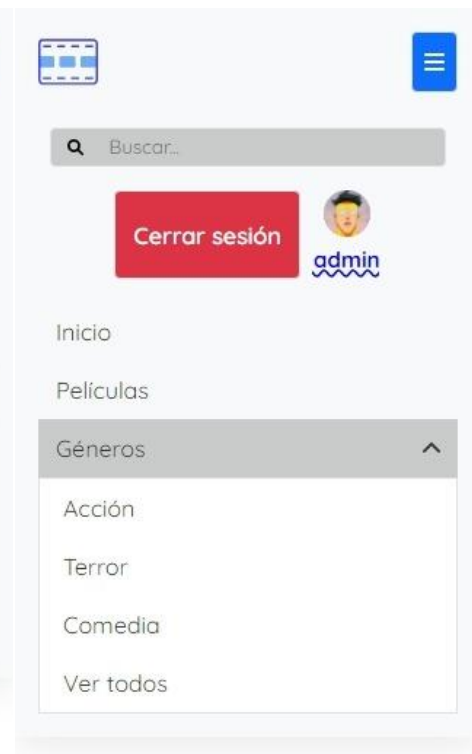 Buscar...
Cerrar sesión
admin
Inicio
Películas
Géneros
Acción
Terror
Comedia
Ver todos